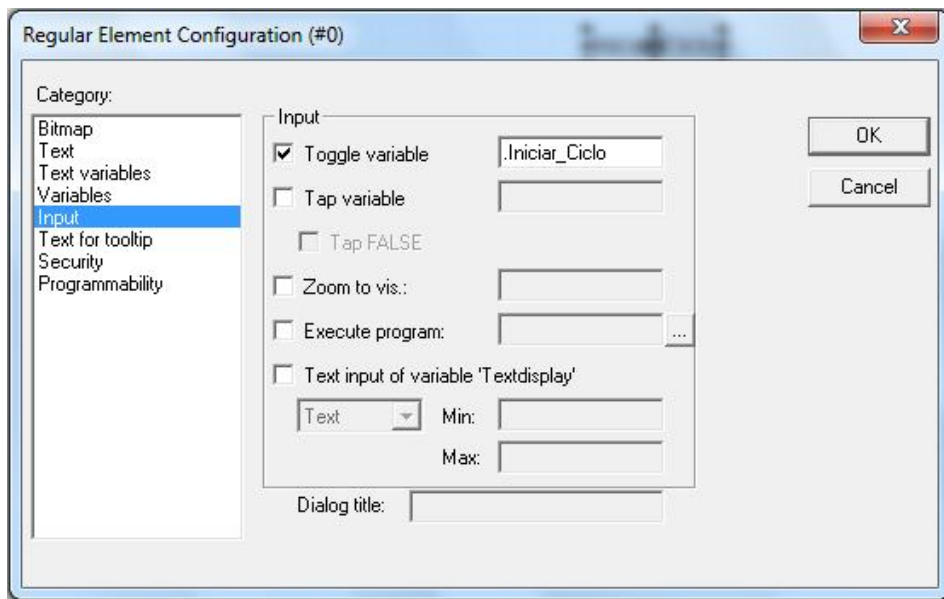 Regular Element Configuration (#0)
Category:
Bitmap
Text
Text variables
Variables
Input
Text for tooltip
Security
Programmability
Input
Toggle variable .Iniciar_Ciclo
Tap variable
Tap FALSE
Zoom to vis.:
Execute program: ...
Text input of variable 'Textdisplay'
Text Min:
Max:
Dialog title:
OK
Cancel